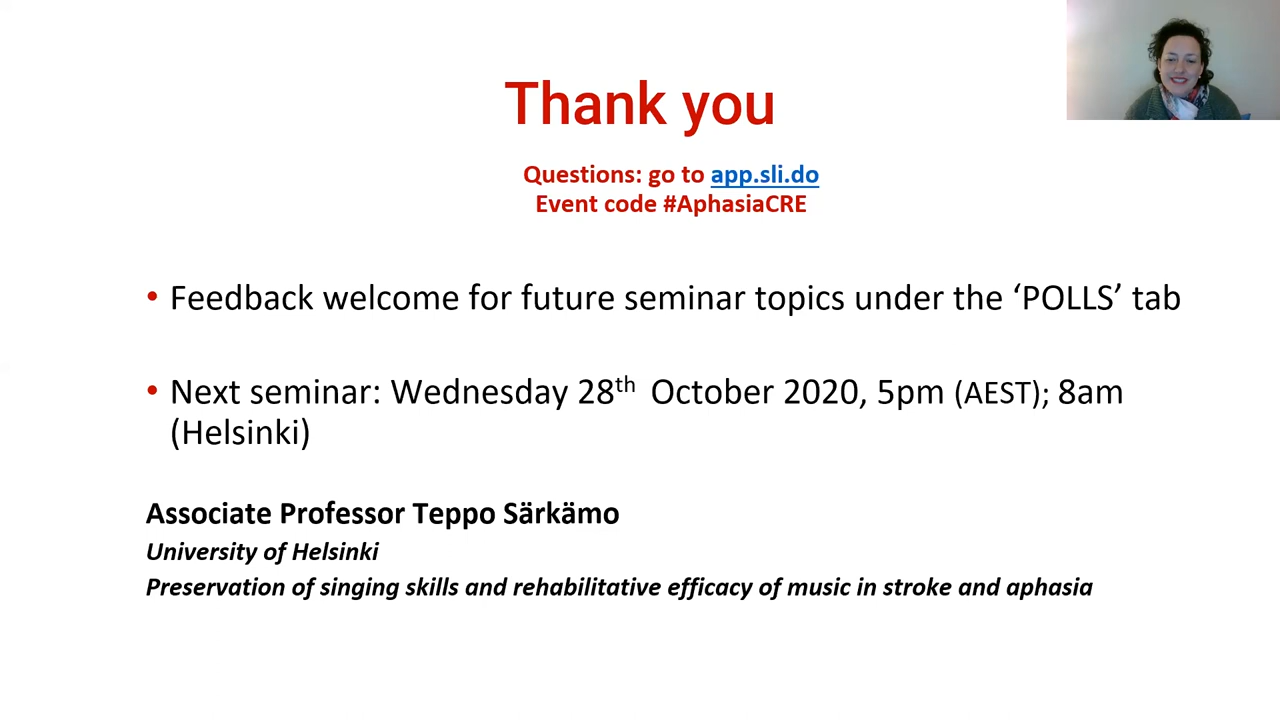 Thank you
Questions: go to app.sli.do
Event code #AphasiaCRE
• Feedback welcome for future seminar topics under the ‘POLLS’ tab
• Next seminar: Wednesday 28th October 2020, 5pm (AEST); 8am
(Helsinki)
Associate Professor Teppo Särkämo
University of Helsinki
Preservation of singing skills and rehabilitative efficacy of music in stroke and aphasia